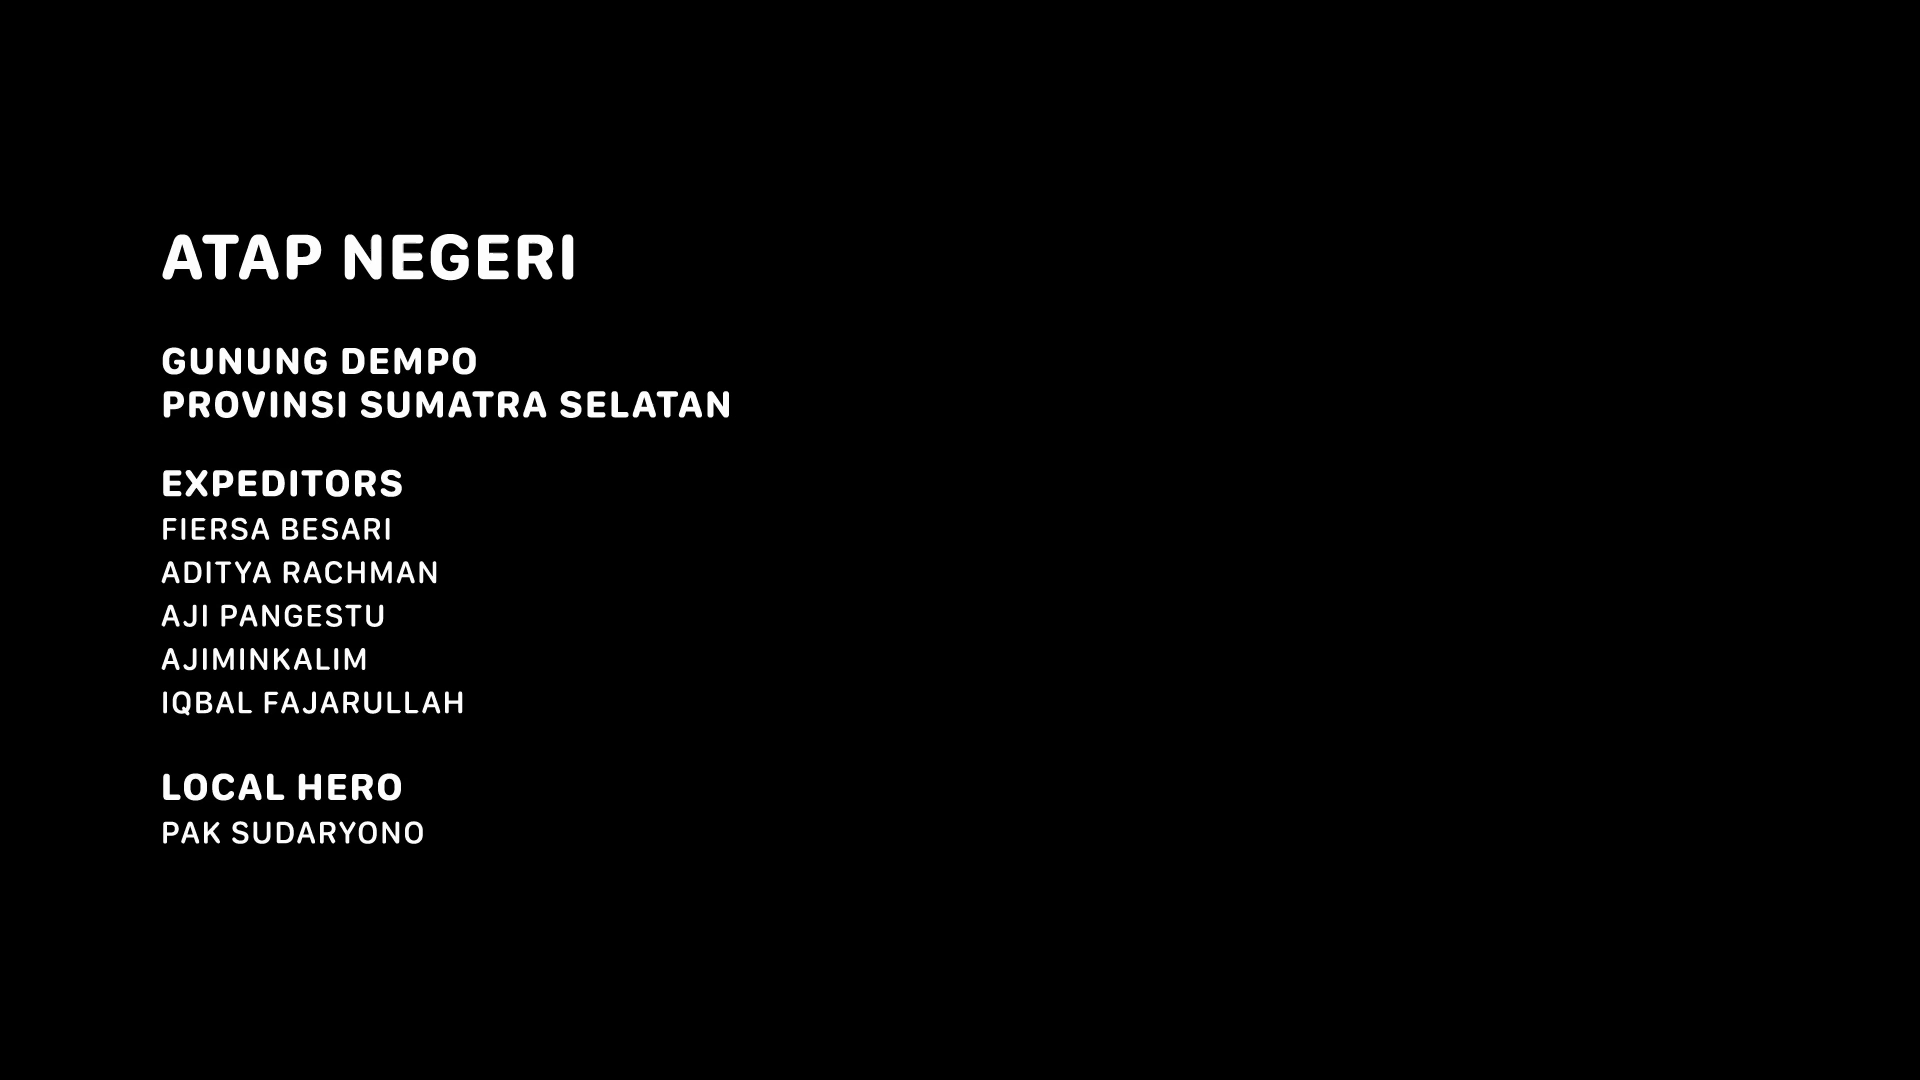 ATAP NEGERI
GUNUNG DEMPO
PROVINSI SUMATRA SELATAN
EXPEDITORS
FIERSA BESARI
ADITYA RACHMAN
AJI PANGESTU
AJIMINKALIM
IQBAL FAJARULLAH
LOCAL HERO
PAK SUDARYONO